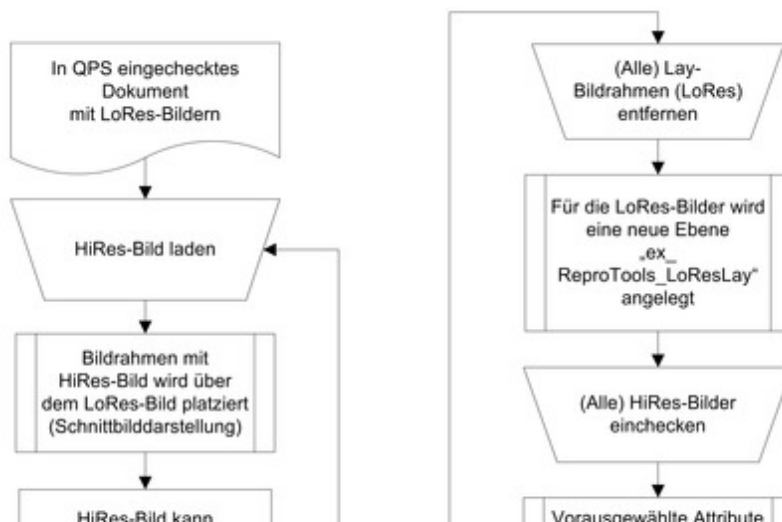 In QPS eingechecktes
Dokument
mit LoRes-Bildern
HiRes-Bild laden
Bildrahmen mit
HiRes-Bild wird über
dem LoRes-Bild platziert
(Schnittbilddarstellung)
HiRes-Bild kann
(Alle) Lay-
Bildrahmen (LoRes)
entfernen
Für die LoRes-Bilder wird
eine neue Ebene
„ex_
ReproTools_LoResLay“
angelegt
(Alle) HiRes-Bilder
einchecken
Vorausgewählte Attribute